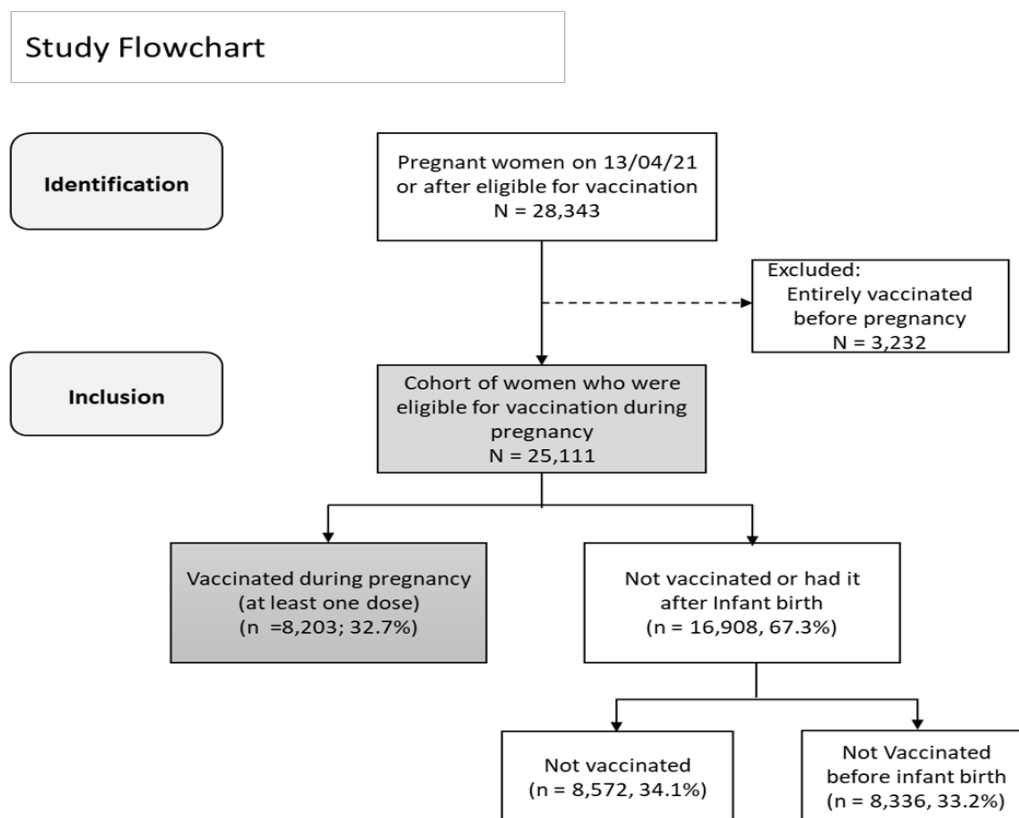 Study Flowchart
Identification
Pregnant women on 13/04/21
or after eligible for vaccination
N = 28,343
Excluded:
Entirely vaccinated
before pregnancy
N = 3,232
Inclusion
Cohort of women who were
eligible for vaccination during
pregnancy
N = 25,111
Vaccinated during pregnancy
(at least one dose)
(n =8,203; 32.7%)
Not vaccinated or had it
after Infant birth
(n = 16,908, 67.3%)
Not vaccinated
(n = 8,572, 34.1%)
Not Vaccinated
before infant birth
(n = 8,336, 33.2%)